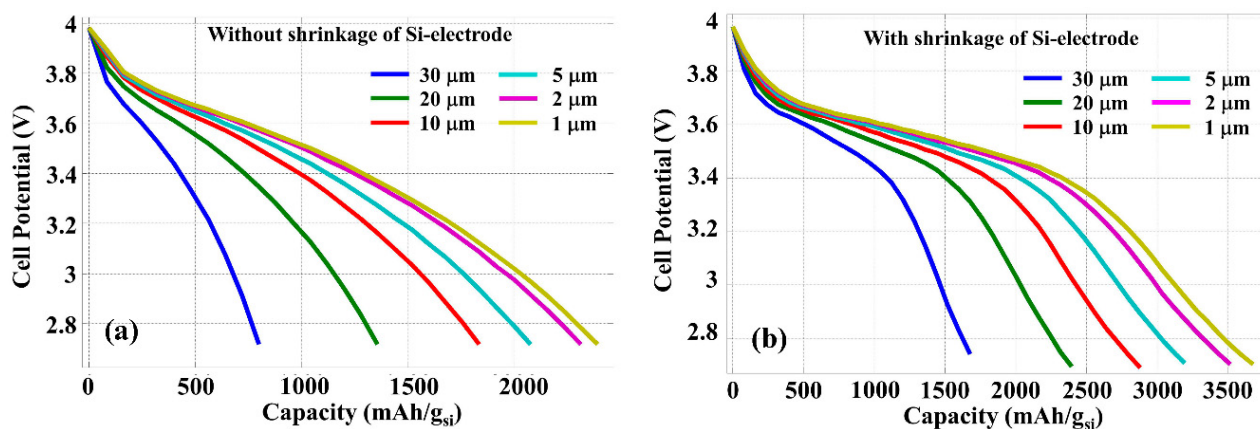 Without shrinkage of Si-electrode
30 μm
20 μm
10 μm
5 μm
2 μm
1 μm
4
3.8
3.6
3.4
3.2
3
2.8
Cell Potential (V)
(a)
0
500
1000
1500
2000
Capacity (mAh/gsi)
With shrinkage of Si-electrode
30 μm
20 μm
10 μm
5 μm
2 μm
1 μm
4
3.8
3.6
3.4
3.2
3
2.8
Cell Potential (V)
(b)
0
500
1000
1500
2000
2500
3000
3500
Capacity (mAh/gsi)